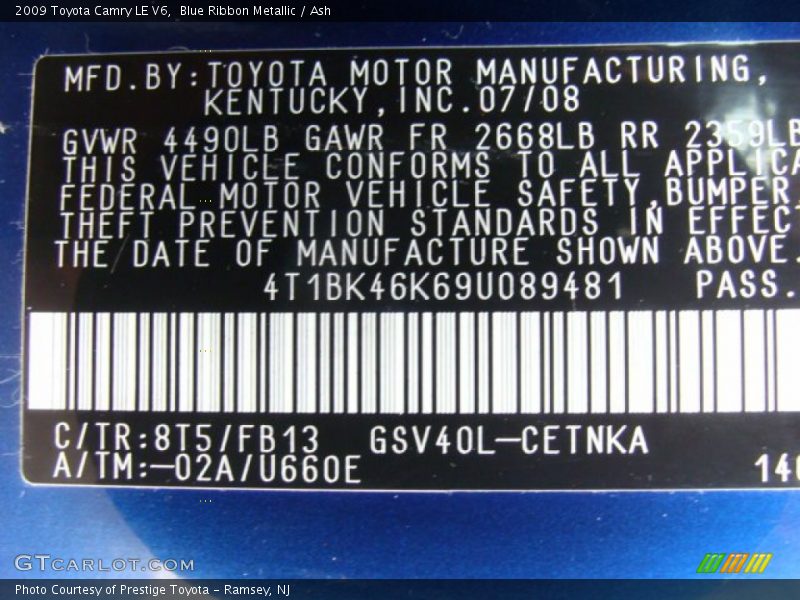 2009 Toyota Camry LE V6,  Blue Ribbon Metallic / Ash
MFD.BY:TOYOTA MOTOR MANUFACTURING,
KENTUCKY,INC.07/08
GVWR 4490LB GAWR FR 2668LB RR 2359LB
THIS VEHICLE CONFORMS TO ALL APPLICA
FEDERAL MOTOR VEHICLE SAFETY,BUMPER,
THEFT PREVENTION STANDARDS IN EFFECT
THE DATE OF MANUFACTURE SHOWN ABOVE.
4T1BK46K69U089481 PASS.
C/TR:8T5/FB13 GSV40L-CETNKA
A/TM:-02A/U660E 140
GTCARLOT.COM
Photo Courtesy of Prestige Toyota - Ramsey, NJ